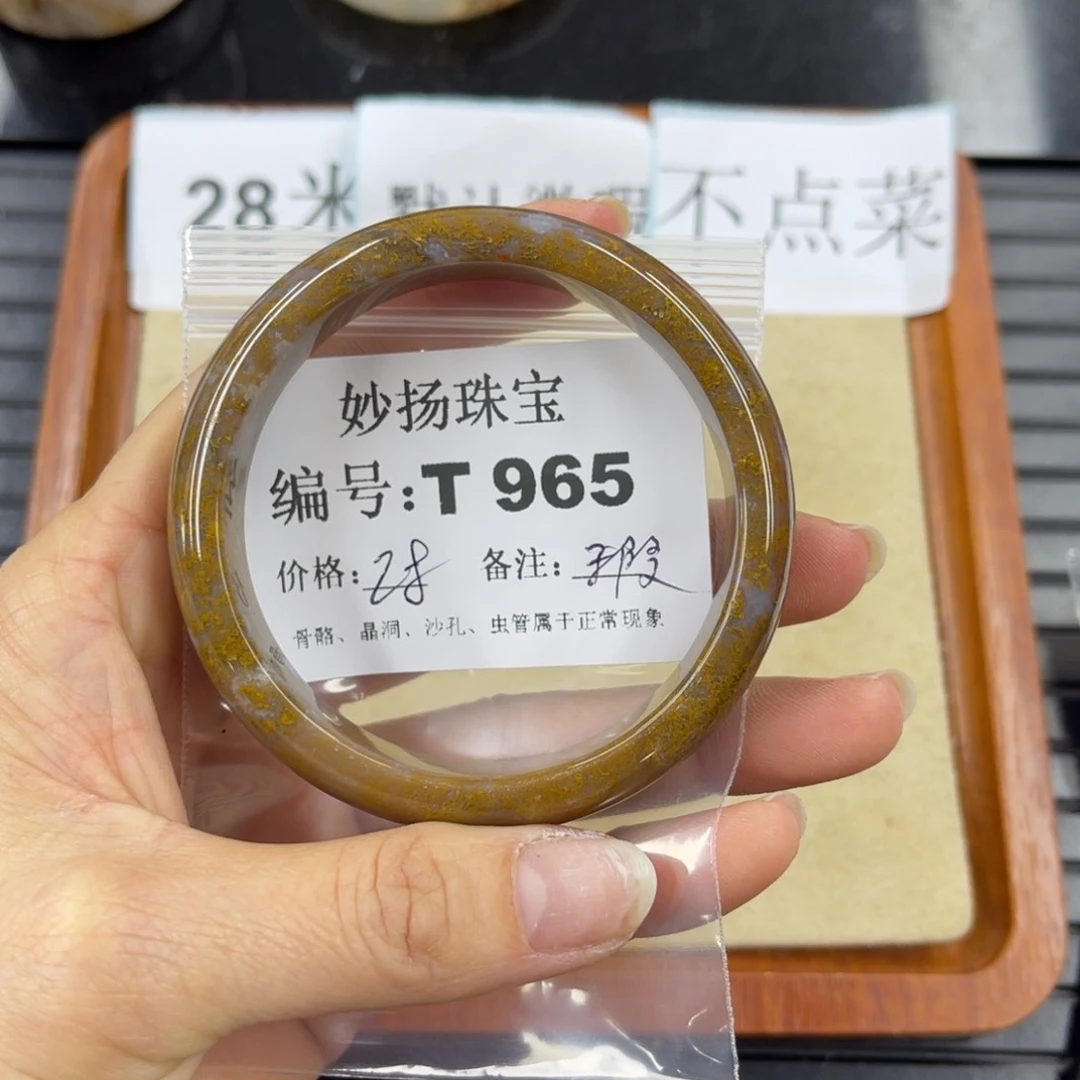 28米
不点菜
妙扬珠宝
编号:T 965
价格:28 备注:
骨骼、晶洞、沙孔、虫管属于正常现象